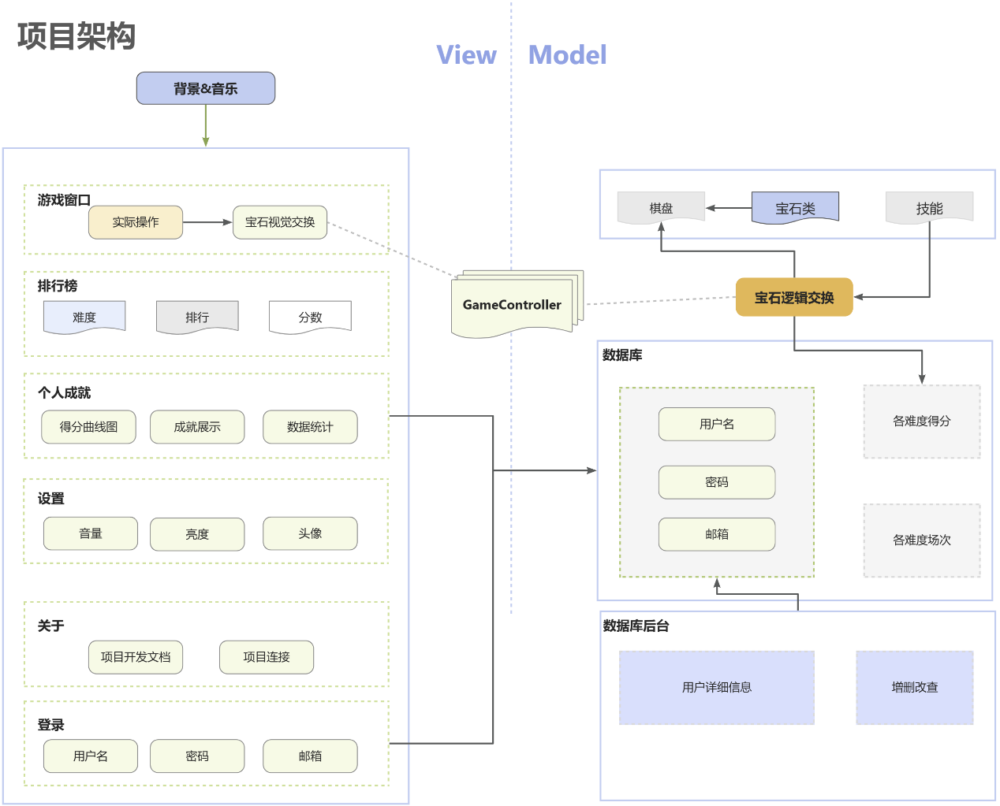 项目架构
View
Model
背景&音乐
游戏窗口
实际操作
宝石视觉交换
排行榜
难度
排行
分数
个人成就
得分曲线图
成就展示
数据统计
设置
音量
亮度
头像
关于
项目开发文档
项目连接
登录
用户名
密码
邮箱
GameController
棋盘
宝石类
技能
宝石逻辑交换
数据库
用户名
密码
邮箱
各难度得分
各难度场次
数据库后台
用户详细信息
增删改查